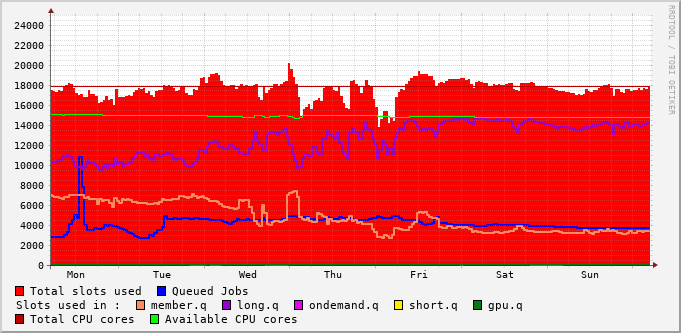 24000
22000
20000
18000
16000
14000
12000
10000
8000
6000
4000
2000
0
Mon Tue Wed Thu Fri Sat Sun
RRDTOOL / TOBI OETIKER
Total slots used Queued Jobs
Slots used in : member.q long.q ondemand.q short.q gpu.q
Total CPU cores Available CPU cores